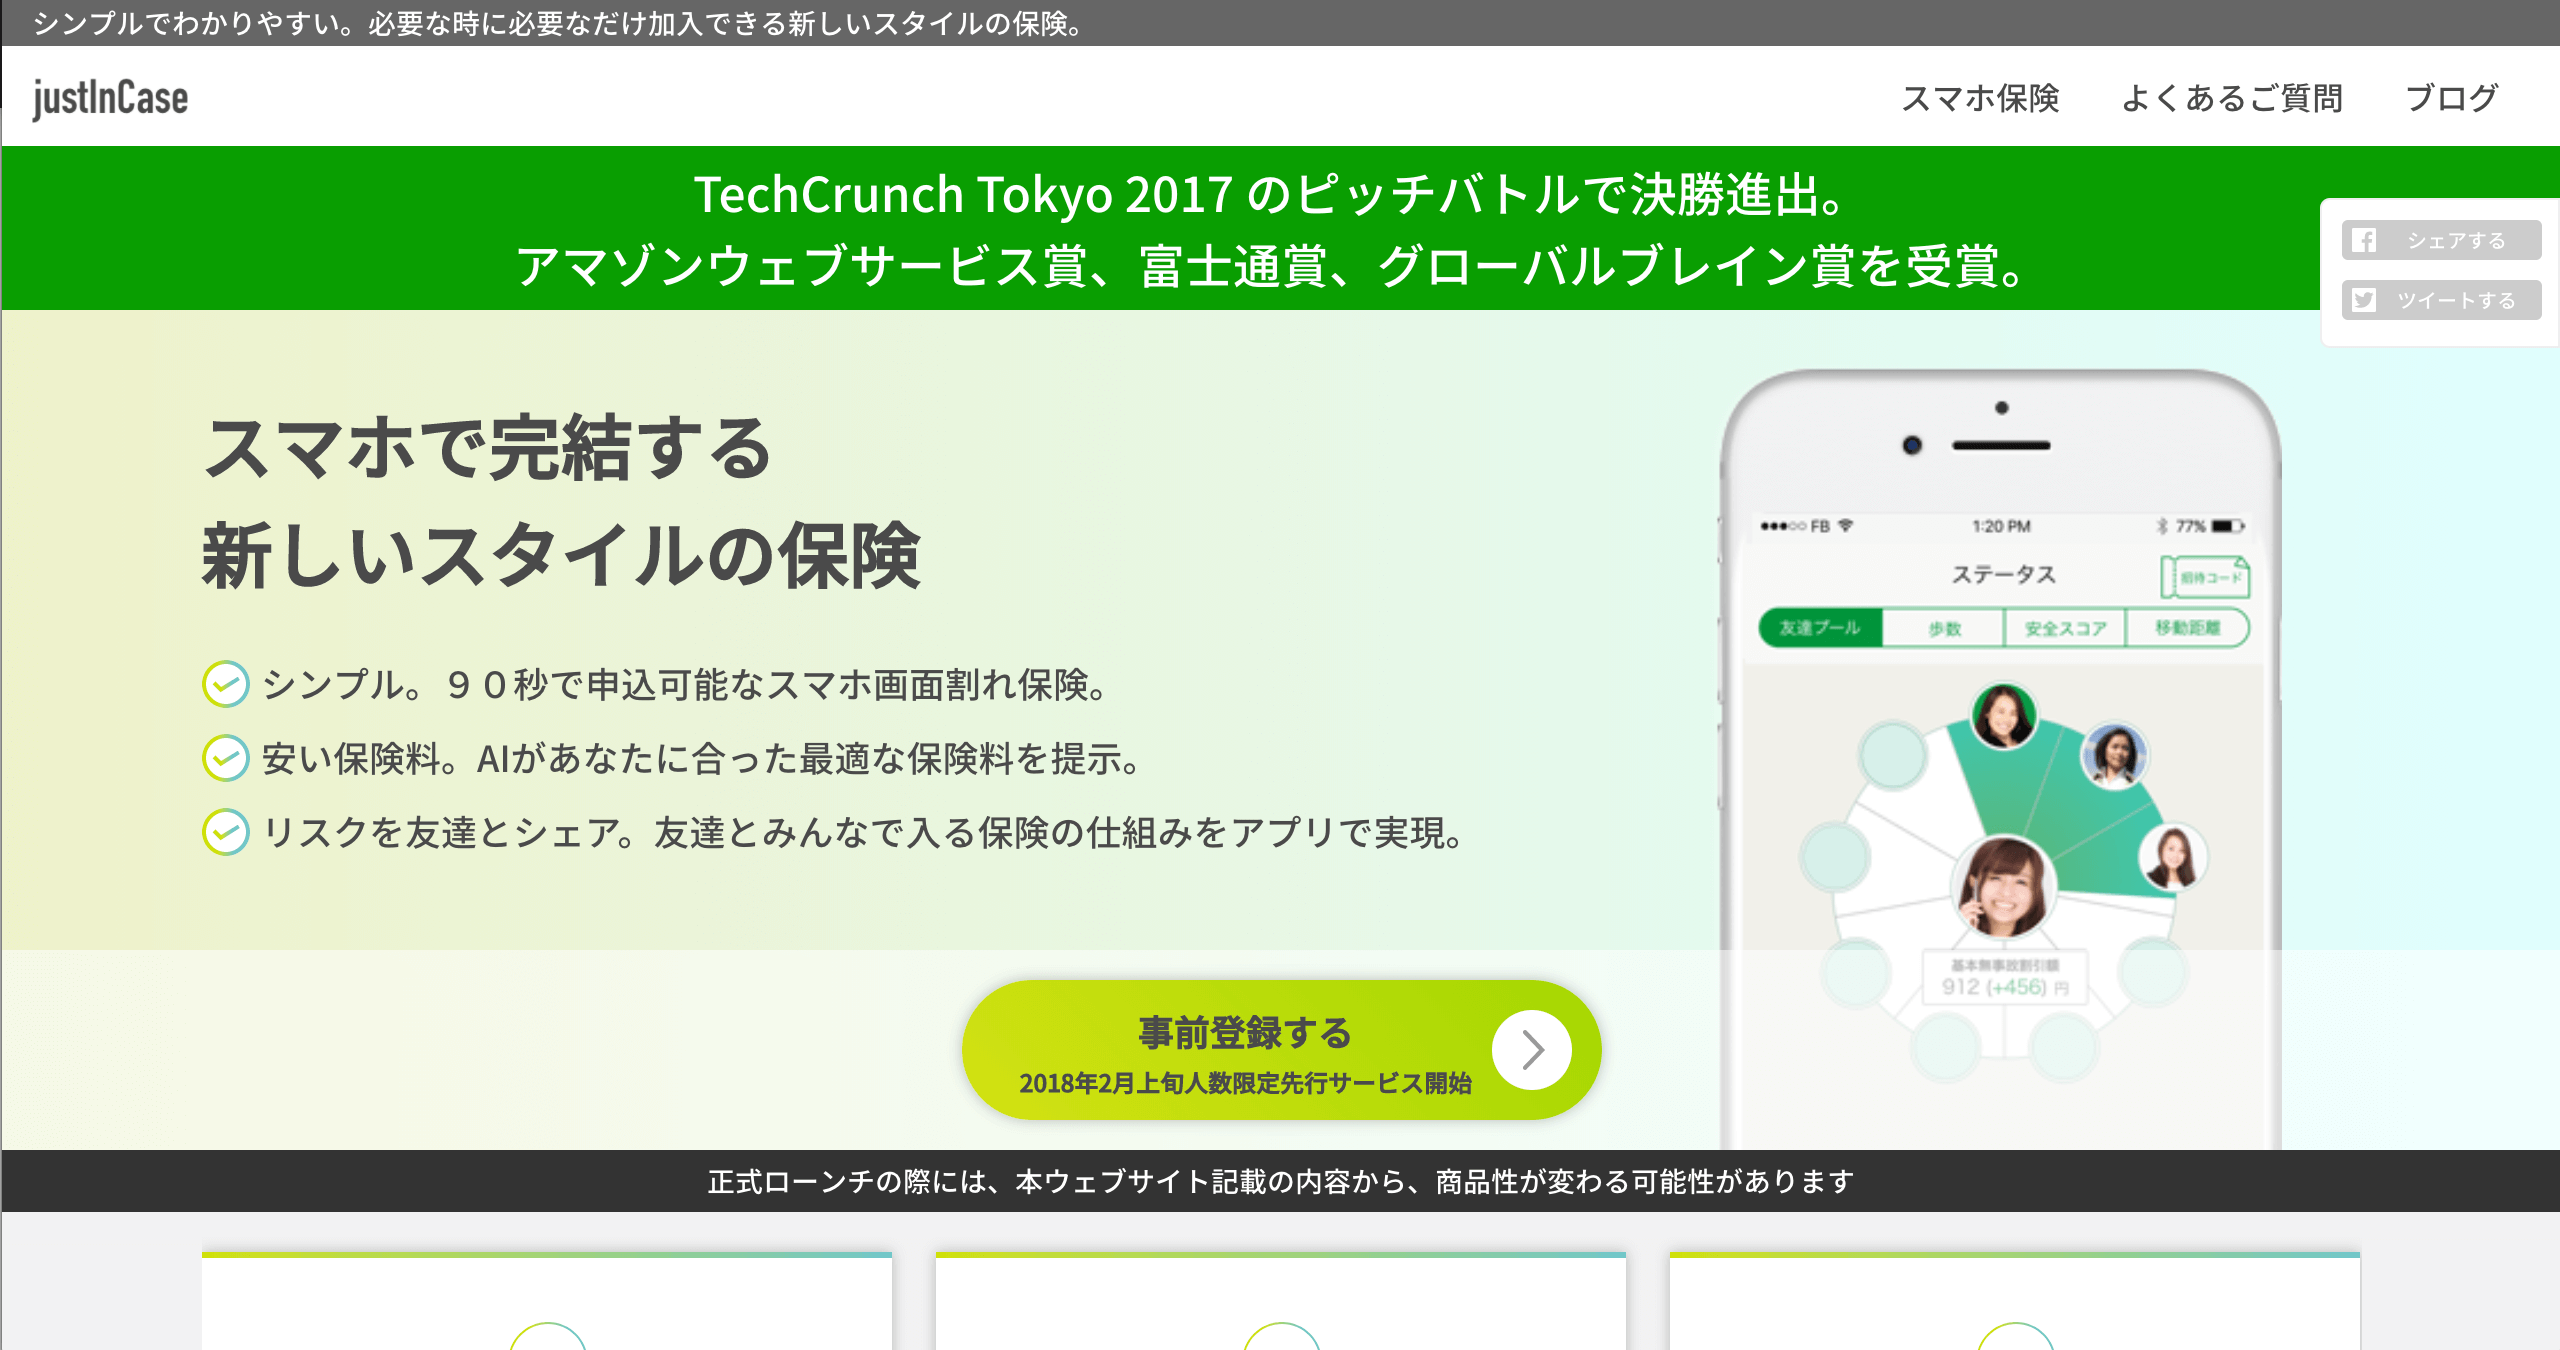 シンプルでわかりやすい。必要な時に必要なだけ加入できる新しいスタイルの保険。
justInCase
スマホ保険
よくあるご質問
ブログ
TechCrunch Tokyo 2017 のピッチバトルで決勝進出。
アマゾンウェブサービス賞、富士通賞、グローバルブレイン賞を受賞。
シェアする
ツイートする
スマホで完結する
新しいスタイルの保険
シンプル。９０秒で申込可能なスマホ画面割れ保険。
安い保険料。AIがあなたに合った最適な保険料を提示。
リスクを友達とシェア。友達とみんなで入る保険の仕組みをアプリで実現。
FB
1:20 PM
77%
ステータス
招待コード
友達プール
歩数
安全スコア
移動距離
基本無事故割引額
912 (+456) 円
事前登録する
2018年2月上旬人数限定先行サービス開始
正式ローンチの際には、本ウェブサイト記載の内容から、商品性が変わる可能性があります